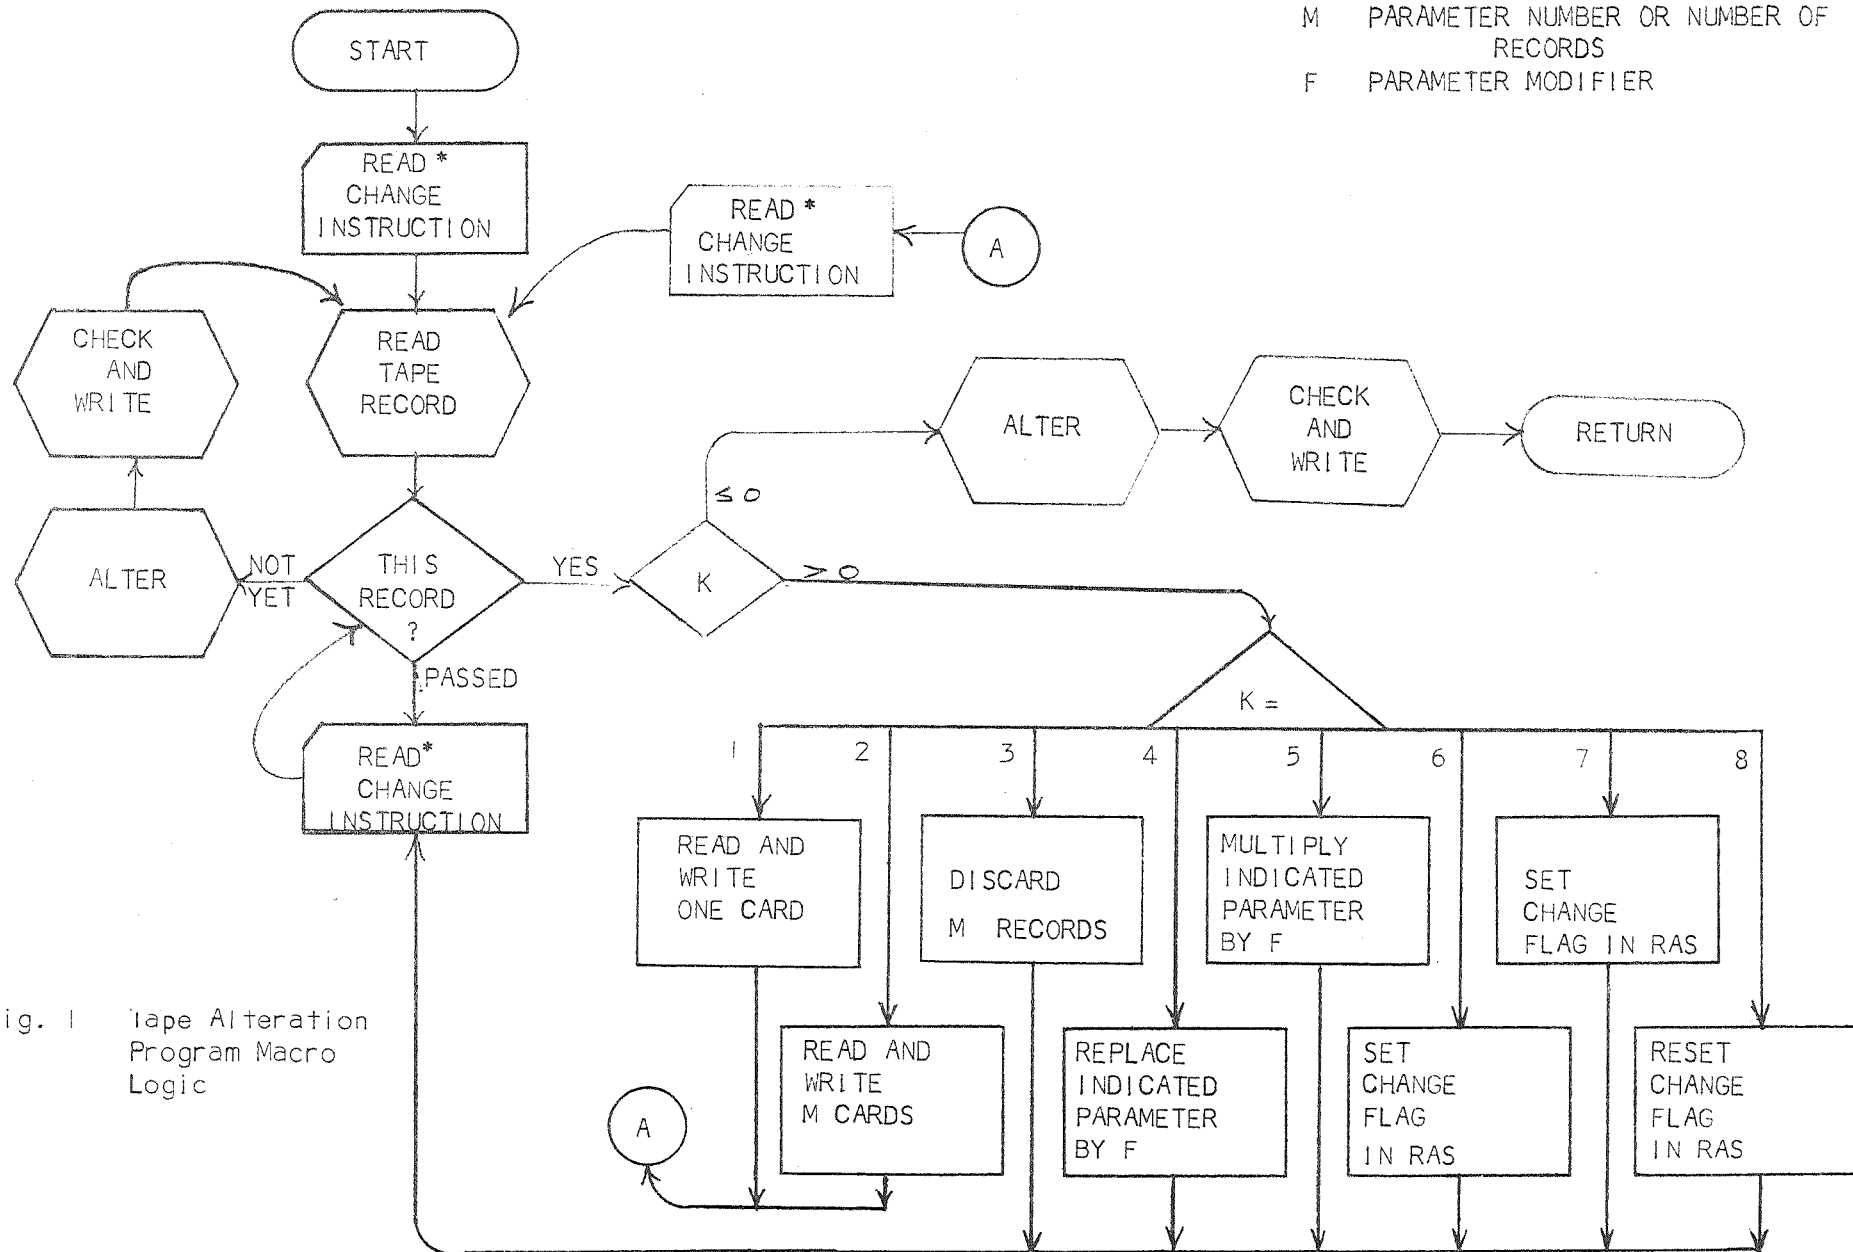 M PARAMETER NUMBER OR NUMBER OF
RECORDS
F PARAMETER MODIFIER
START
READ *
CHANGE
INSTRUCTION
READ *
CHANGE
INSTRUCTION
A
CHECK
AND
WRITE
READ
TAPE
RECORD
ALTER
CHECK
AND
WRITE
RETURN
≤ 0
ALTER
NOT
YET
THIS
RECORD
?
YES
K
> 0
PASSED
READ*
CHANGE
INSTRUCTION
K =
1 2 3 4 5 6 7 8
READ AND
WRITE
ONE CARD
DISCARD
M RECORDS
MULTIPLY
INDICATED
PARAMETER
BY F
SET
CHANGE
FLAG IN RAS
READ AND
WRITE
M CARDS
REPLACE
INDICATED
PARAMETER
BY F
SET
CHANGE
FLAG
IN RAS
RESET
CHANGE
FLAG
IN RAS
A
ig. 1 Tape Alteration
Program Macro
Logic